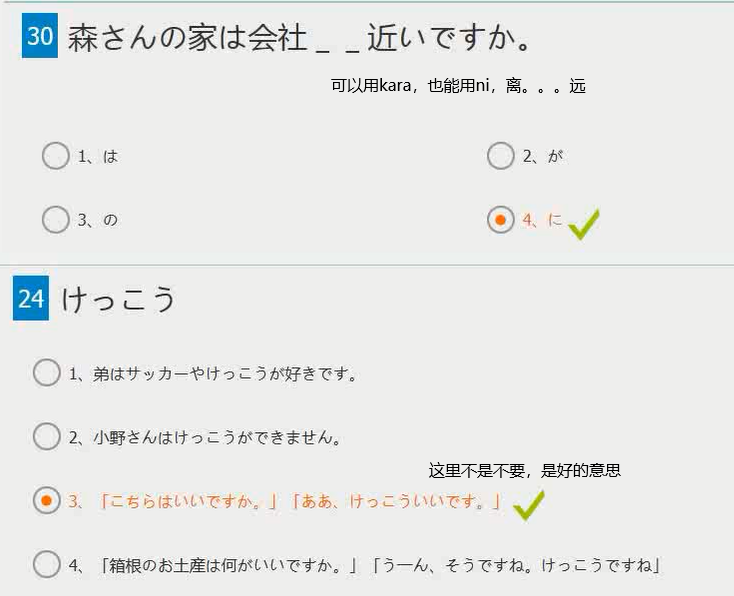 30 森さんの家は会社＿＿近いですか。
可以用kara，也能用ni，离。。。远
1、は
2、が
3、の
4、に
24 けっこう
1、弟はサッカーやけっこうが好きです。
2、小野さんはけっこうができません。
这里不是不要，是好的意思
3、「こちらはいいですか。」「ああ、けっこういいです。」
4、「箱根のお土産は何がいいですか。」「うーん、そうですね。けっこうですね」